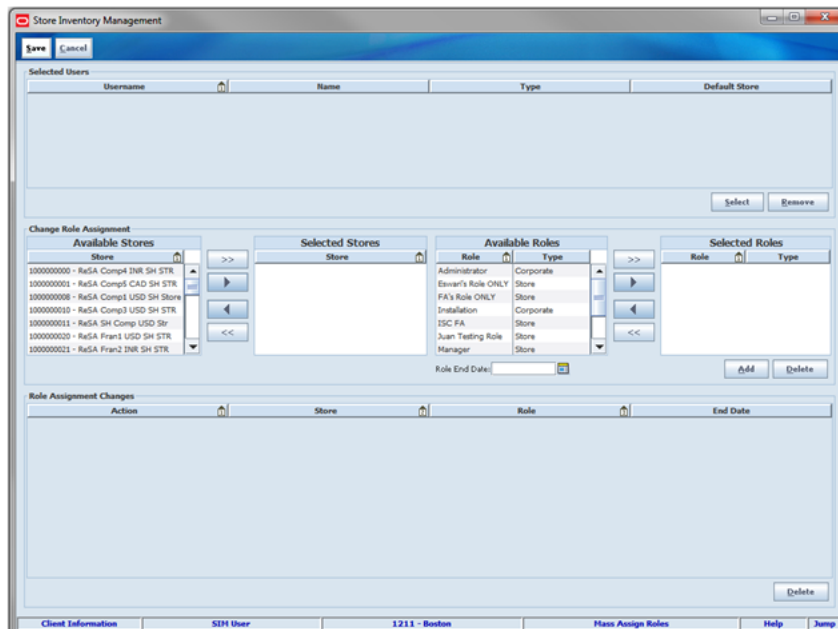 Store Inventory Management
Save Cancel
Selected Users
Username Name Type Default Store
Select Remove
Change Role Assignment
Available Stores Selected Stores Available Roles Selected Roles
Store Store Role Type Role Type
1000000000 - ReSA Comp4 INR SH STR Administrator Corporate
1000000001 - ReSA Comp5 CAD SH STR Eswari's Role ONLY Store
1000000008 - ReSA Comp1 USD SH Store FA's Role ONLY Store
1000000010 - ReSA Comp3 USD SH STR Installation Corporate
1000000011 - ReSA SH Comp USD Str ISC FA Store
1000000020 - ReSA Fran1 USD SH STR Juan Testing Role Store
1000000021 - ReSA Fran2 INR SH STR Manager Store
>> << >> <<
Role End Date:
Add Delete
Role Assignment Changes
Action Store Role End Date
Delete
Client Information SIM User 1211 - Boston Mass Assign Roles Help Jump